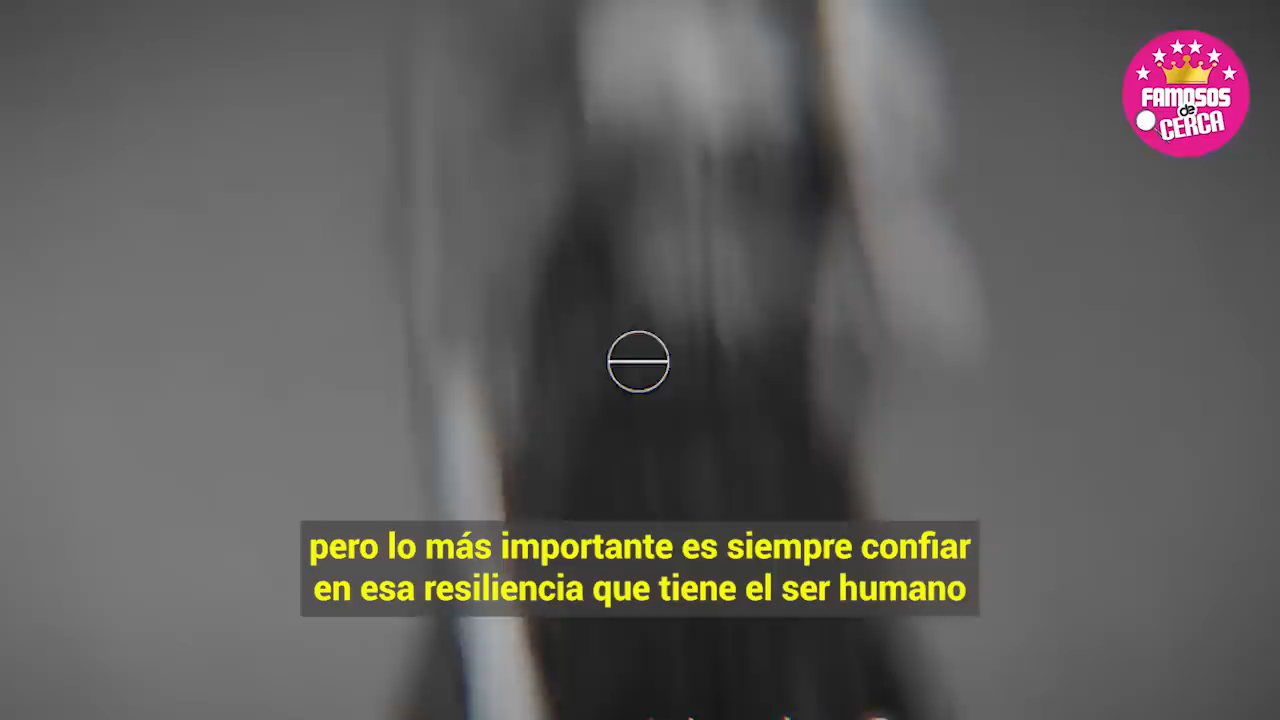 FAMOSOS
de
CERCA
pero lo más importante es siempre confiar
en esa resiliencia que tiene el ser humano